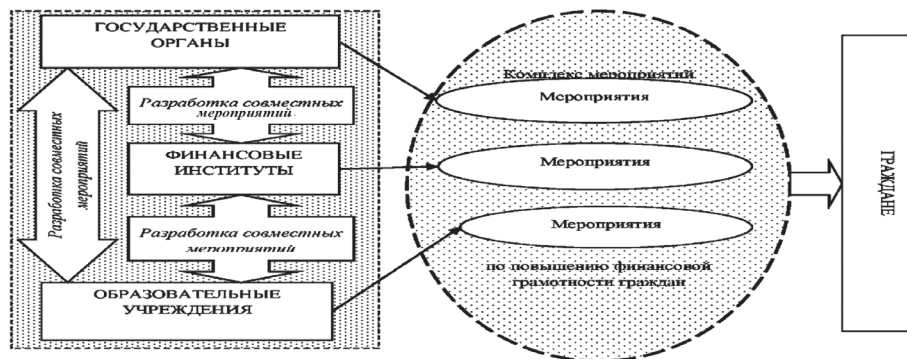 ГОСУДАРСТВЕННЫЕ
ОРГАНЫ
Разработка совместных
мероприятий
Разработка совместных
мероприятий.
ФИНАНСОВЫЕ
ИНСТИТУТЫ
Разработка совместных
мероприятий
ОБРАЗОВАТЕЛЬНЫЕ
УЧРЕЖДЕНИЯ
Комплекс мероприятий
Мероприятия
Мероприятия
Мероприятия
по повышению финансовой
грамотности граждан
ГРАЖДАНЕ